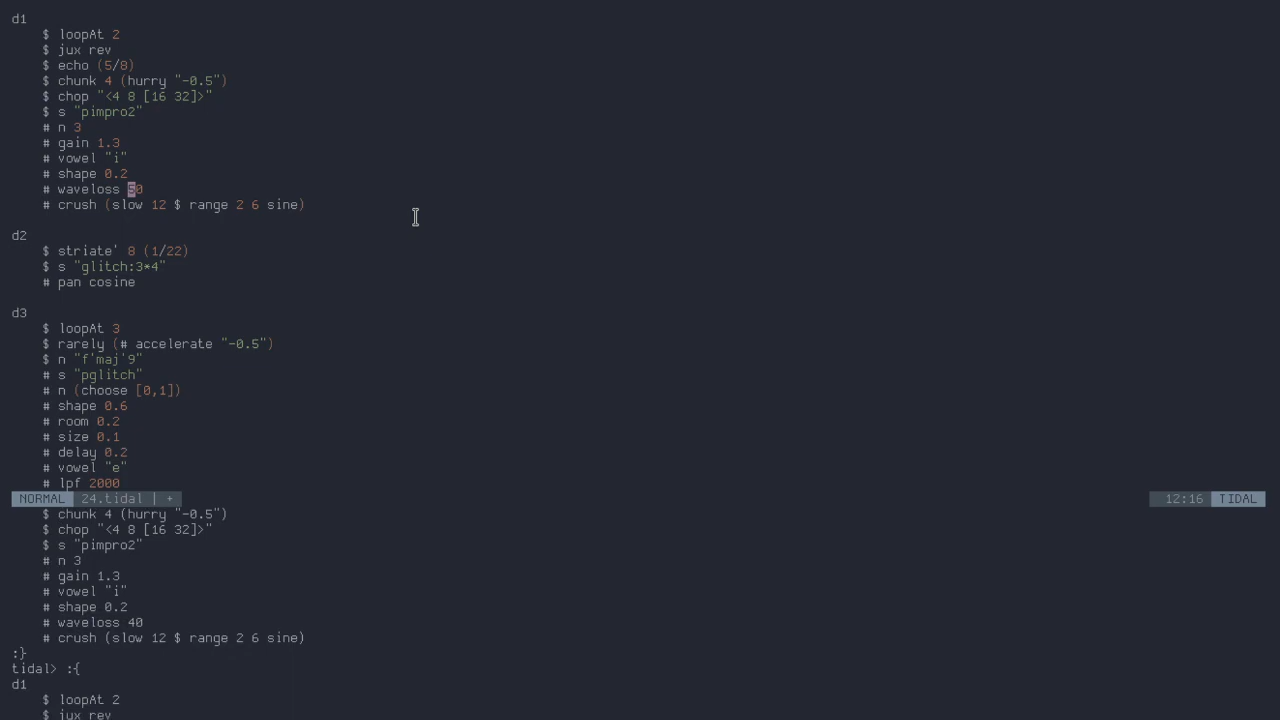 d1
    $ loopAt 2
    $ jux rev
    $ echo (5/8)
    $ chunk 4 (hurry "-0.5")
    $ chop "<4 8 [16 32]>"
    $ s "pimpro2"
    # n 3
    # gain 1.3
    # vowel "i"
    # shape 0.2
    # waveloss 50
    # crush (slow 12 $ range 2 6 sine)
d2
    $ striate' 8 (1/22)
    $ s "glitch:3*4"
    # pan cosine
d3
    $ loopAt 3
    $ rarely (# accelerate "-0.5")
    $ n "f'maj'9"
    # s "pglitch"
    # n (choose [0,1])
    # shape 0.6
    # room 0.2
    # size 0.1
    # delay 0.2
    # vowel "e"
    # lpf 2000
NORMAL 24.tidal | + 12:16 TIDAL
    $ chunk 4 (hurry "-0.5")
    $ chop "<4 8 [16 32]>"
    $ s "pimpro2"
    # n 3
    # gain 1.3
    # vowel "i"
    # shape 0.2
    # waveloss 40
    # crush (slow 12 $ range 2 6 sine)
:}
tidal> :{
d1
    $ loopAt 2
    $ jux rev